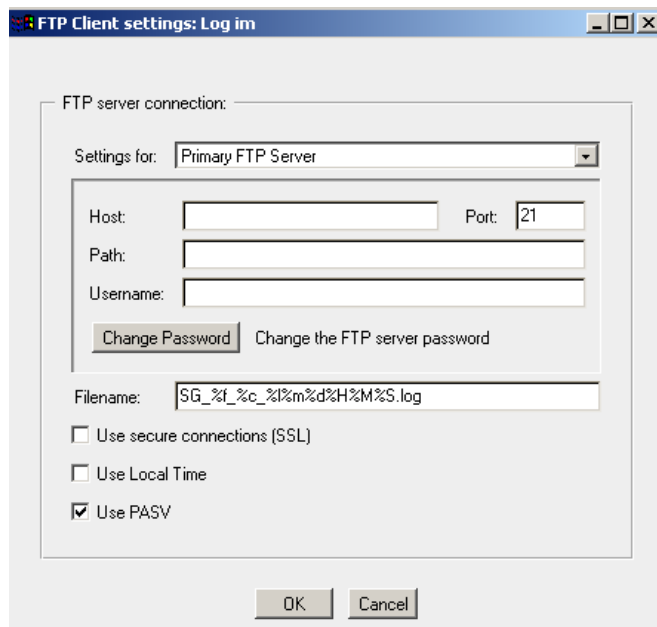 FTP Client settings: Log im
FTP server connection:
Settings for: Primary FTP Server
Host: Port: 21
Path:
Username:
Change Password Change the FTP server password
Filename: SG_%f_%c_%l%m%d%H%M%S.log
Use secure connections (SSL)
Use Local Time
Use PASV
OK Cancel